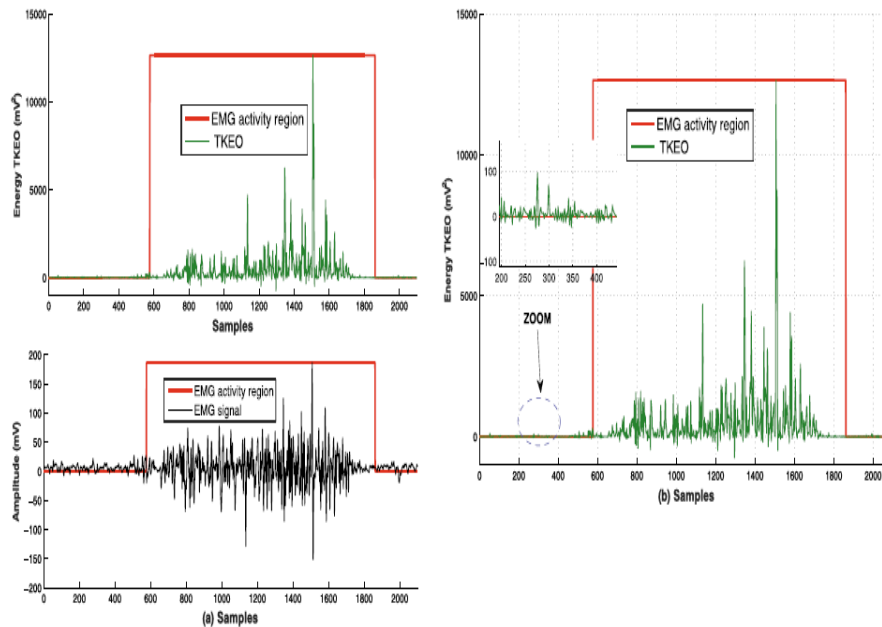 15000
10000
5000
0
Energy TKEO (mV²)
EMG activity region
TKEO
0 200 400 600 800 1000 1200 1400 1600 1800 2000
Samples
200
150
100
50
0
−50
−100
−150
−200
Amplitude (mV)
EMG activity region
EMG signal
0 200 400 600 800 1000 1200 1400 1600 1800 2000
(a) Samples
15000
10000
5000
0
Energy TKEO (mV²)
EMG activity region
TKEO
100
0
-100
200 250 300 350 400
ZOOM
0 200 400 600 800 1000 1200 1400 1600 1800 2000
(b) Samples